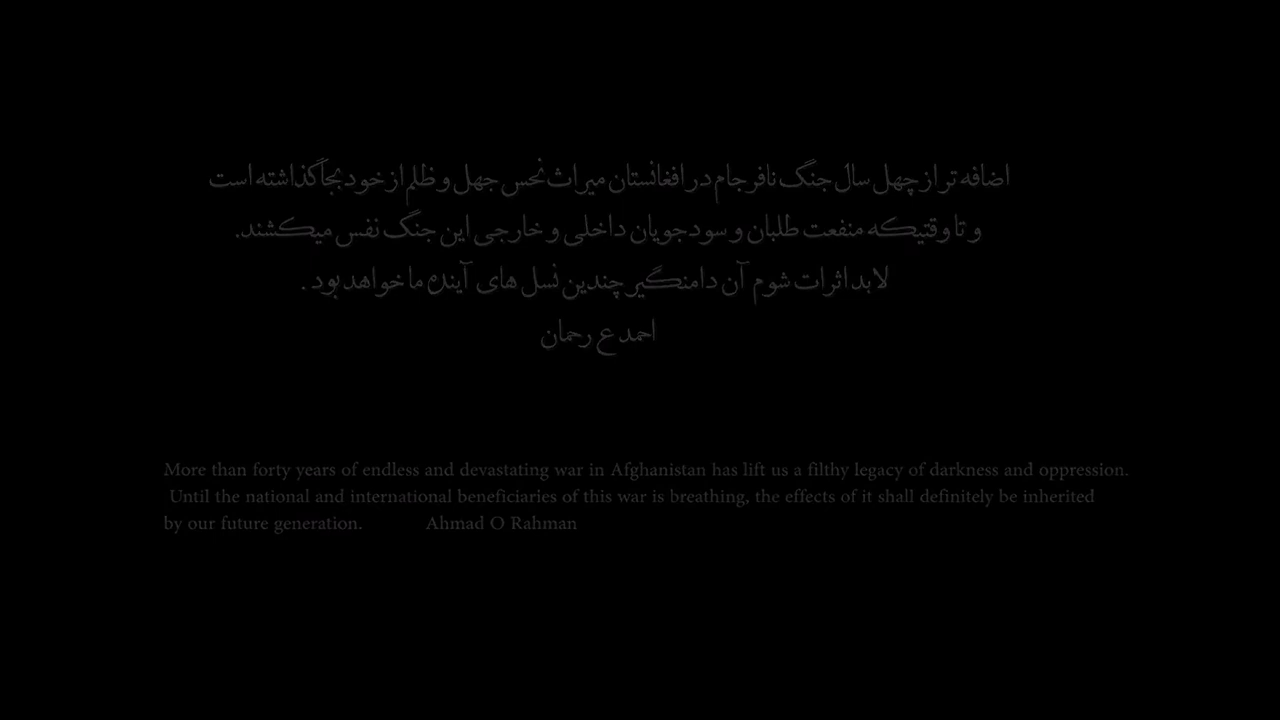 اضافه تر از چهل سال جنگ نافرجام در افغانستان میراث نحس جهل و ظلم از خود بجا گذاشته است
و تا وقتیکه منفعت طلبان و سودجویان داخلی و خارجی این جنگ نفس میکشند.
لابد اثرات شوم آن دامنگیر چندین نسل های آینده ما خواهد بود .
احمد ع رحمان
More than forty years of endless and devastating war in Afghanistan has lift us a filthy legacy of darkness and oppression.
Until the national and international beneficiaries of this war is breathing, the effects of it shall definitely be inherited
by our future generation. Ahmad O Rahman